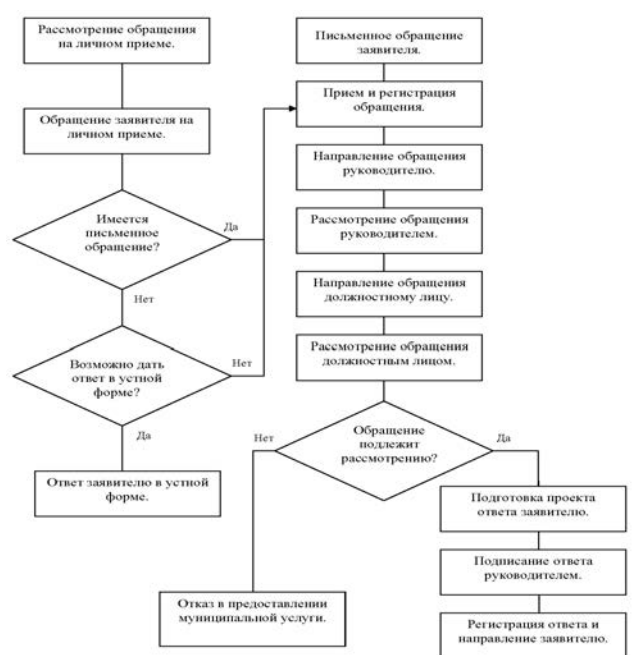 Рассмотрение обращения
на личном приеме.
Обращение заявителя на
личном приеме.
Имеется
письменное
обращение?
Да
Нет
Возможно дать
ответ в устной
форме?
Нет
Да
Ответ заявителю в устной
форме.
Письменное обращение
заявителя.
Прием и регистрация
обращения.
Направление обращения
руководителю.
Рассмотрение обращения
руководителем.
Направление обращения
должностному лицу.
Рассмотрение обращения
должностным лицом.
Обращение
подлежит
рассмотрению?
Нет
Да
Отказ в предоставлении
муниципальной услуги.
Подготовка проекта
ответа заявителю.
Подписание ответа
руководителем.
Регистрация ответа и
направление заявителю.